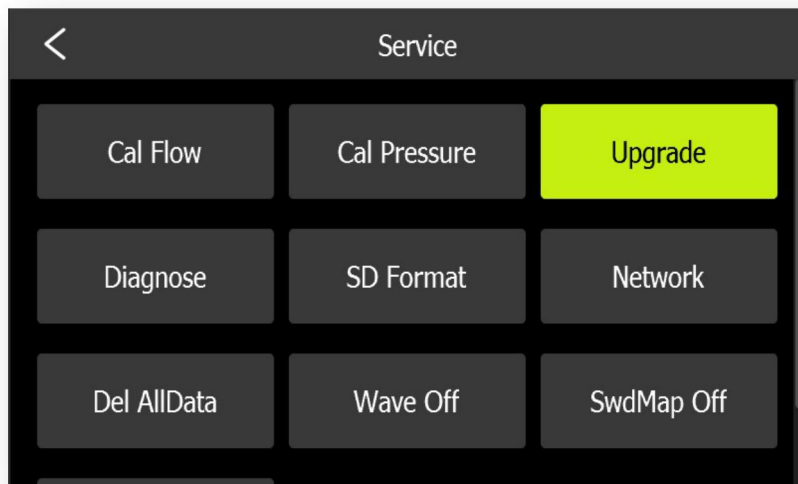 Service
Cal Flow Cal Pressure Upgrade
Diagnose SD Format Network
Del AllData Wave Off SwdMap Off